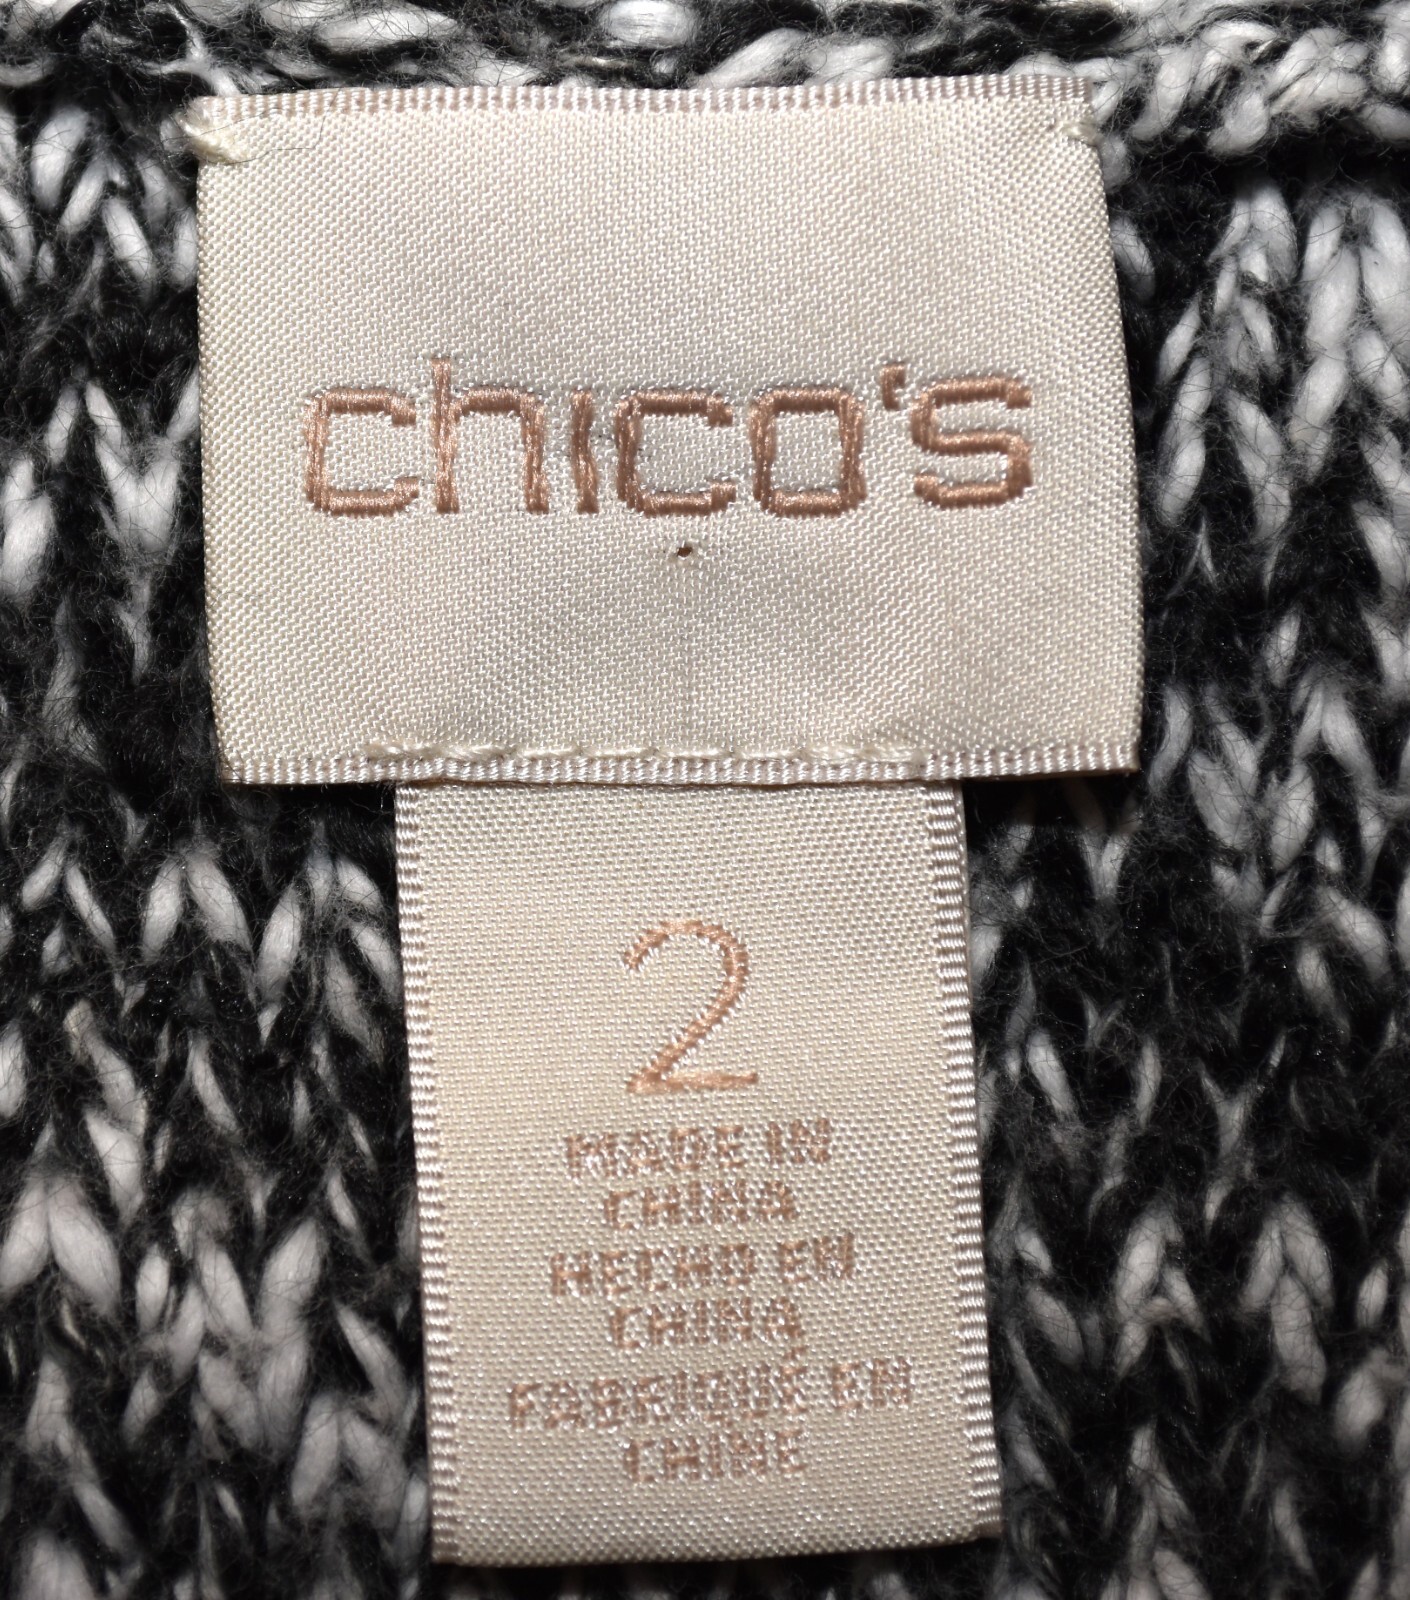 chico's
2
MADE IN
CHINA
HECHO EN
CHINA
FABRIQUÉ EN
CHINE